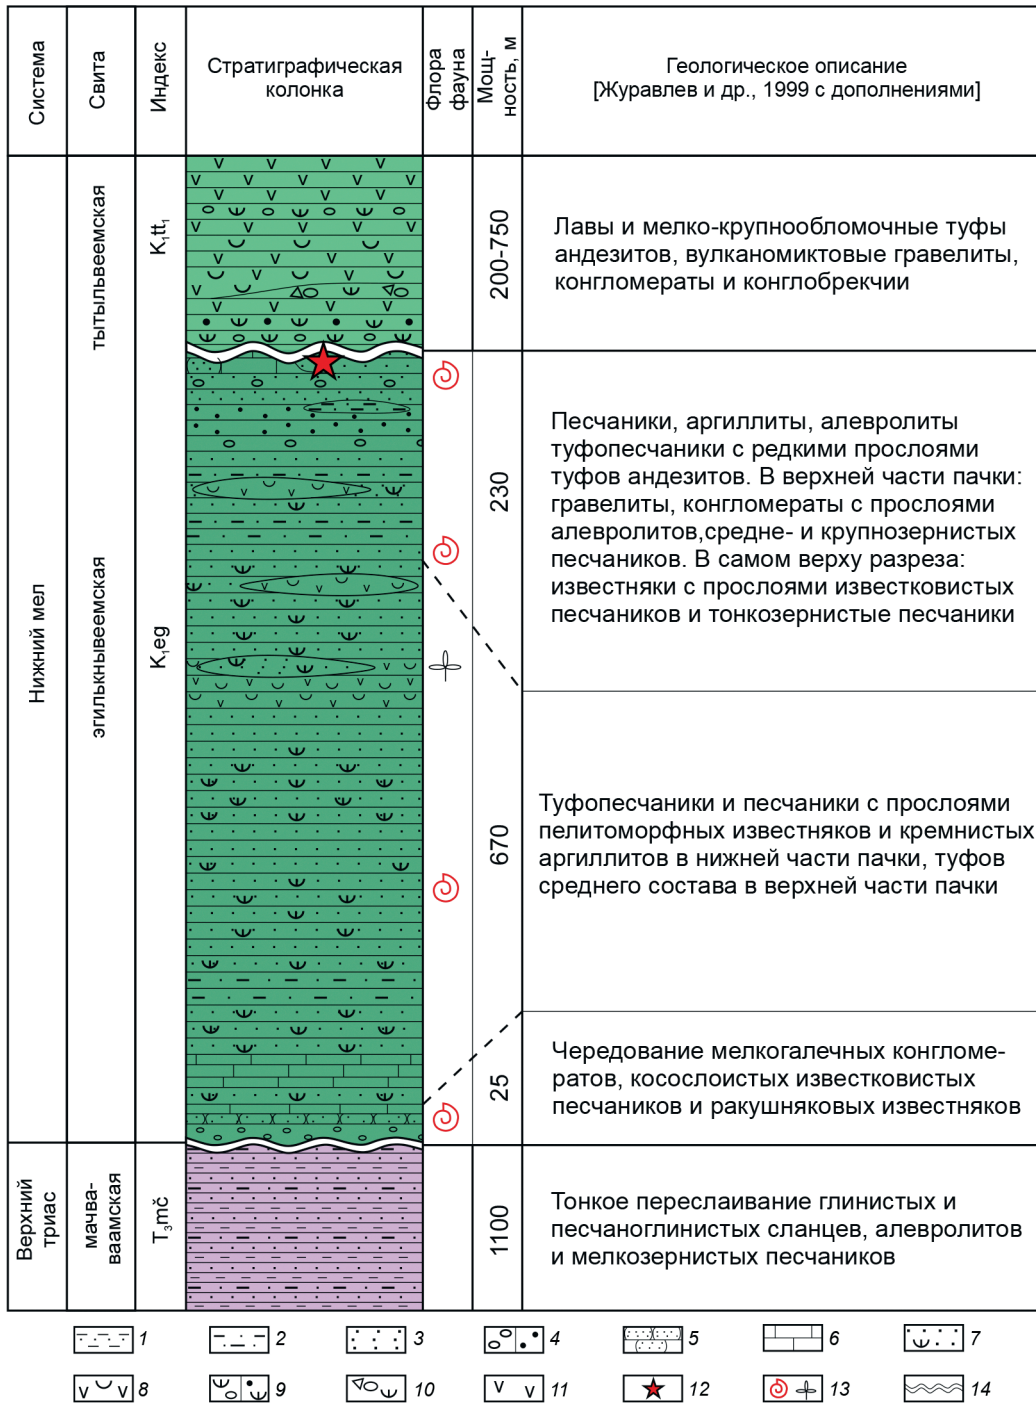 Система
Свита
Индекс
Стратиграфическая
колонка
Флора
фауна
Мощ-
ность, м
Геологическое описание
[Журавлев и др., 1999 с дополнениями]
Нижний мел
тытыльвеемская
K₁tt₁
200-750
Лавы и мелко-крупнообломочные туфы
андезитов, вулканомиктовые гравелиты,
конгломераты и конглобрекчии
эгилькнывеемская
K₁eg
230
Песчаники, аргиллиты, алевролиты
туфопесчаники с редкими прослоями
туфов андезитов. В верхней части пачки:
гравелиты, конгломераты с прослоями
алевролитов,средне- и крупнозернистых
песчаников. В самом верху разреза:
известняки с прослоями известковистых
песчаников и тонкозернистые песчаники
670
Туфопесчаники и песчаники с прослоями
пелитоморфных известняков и кремнистых
аргиллитов в нижней части пачки, туфов
среднего состава в верхней части пачки
25
Чередование мелкогалечных конгломе-
ратов, косослоистых известковистых
песчаников и ракушняковых известняков
Верхний
триас
мачва-
ваамская
T₃mč
1100
Тонкое переслаивание глинистых и
песчаноглинистых сланцев, алевролитов
и мелкозернистых песчаников
1
2
3
4
5
6
7
8
9
10
11
12
13
14